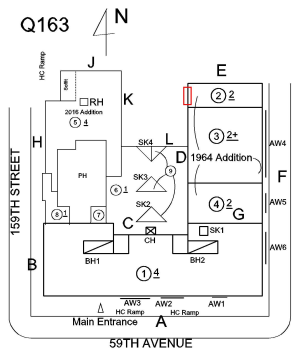 Q163
N
HC Ramp
J
E
Soffit
RH
2016 Addition
5 4
K
2 2
H
SK4
L
D
3 2+
1964 Addition
AW4
F
9
PH
SK3
6 1
SK2
4 2
AW5
G
159TH STREET
8 1
7
C
CH
SK1
AW6
B
BH1
BH2
1 4
AW3
AW2
AW1
HC Ramp
HC Ramp
Main Entrance
A
59TH AVENUE